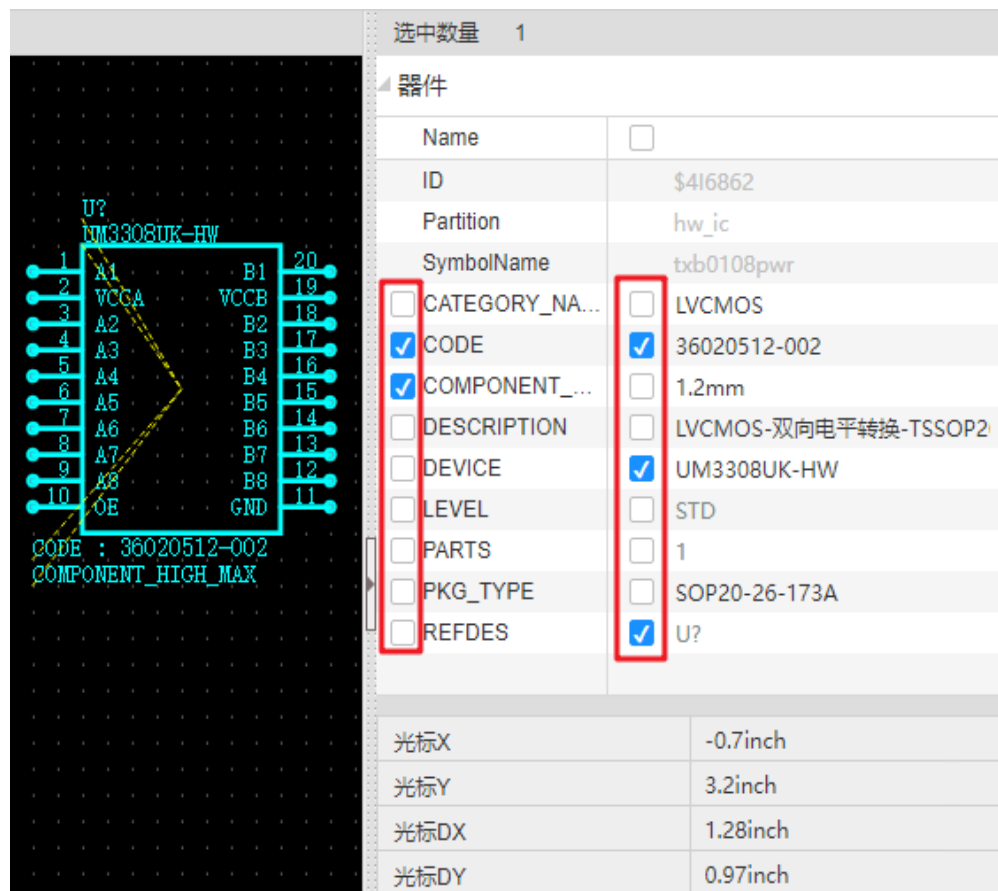 选中数量 1
器件
Name
ID $4I6862
Partition hw_ic
SymbolName txb0108pwr
CATEGORY_NA... LVCMOS
CODE 36020512-002
COMPONENT_... 1.2mm
DESCRIPTION LVCMOS-双向电平转换-TSSOP2
DEVICE UM3308UK-HW
LEVEL STD
PARTS 1
PKG_TYPE SOP20-26-173A
REFDES U?
光标X -0.7inch
光标Y 3.2inch
光标DX 1.28inch
光标DY 0.97inch
U?
UM3308UK-HW
1 A1 B1 20
2 VCCA VCCB 19
3 A2 B2 18
4 A3 B3 17
5 A4 B4 16
6 A5 B5 15
7 A6 B6 14
8 A7 B7 13
9 A8 B8 12
10 OE GND 11
CODE : 36020512-002
COMPONENT_HIGH_MAX